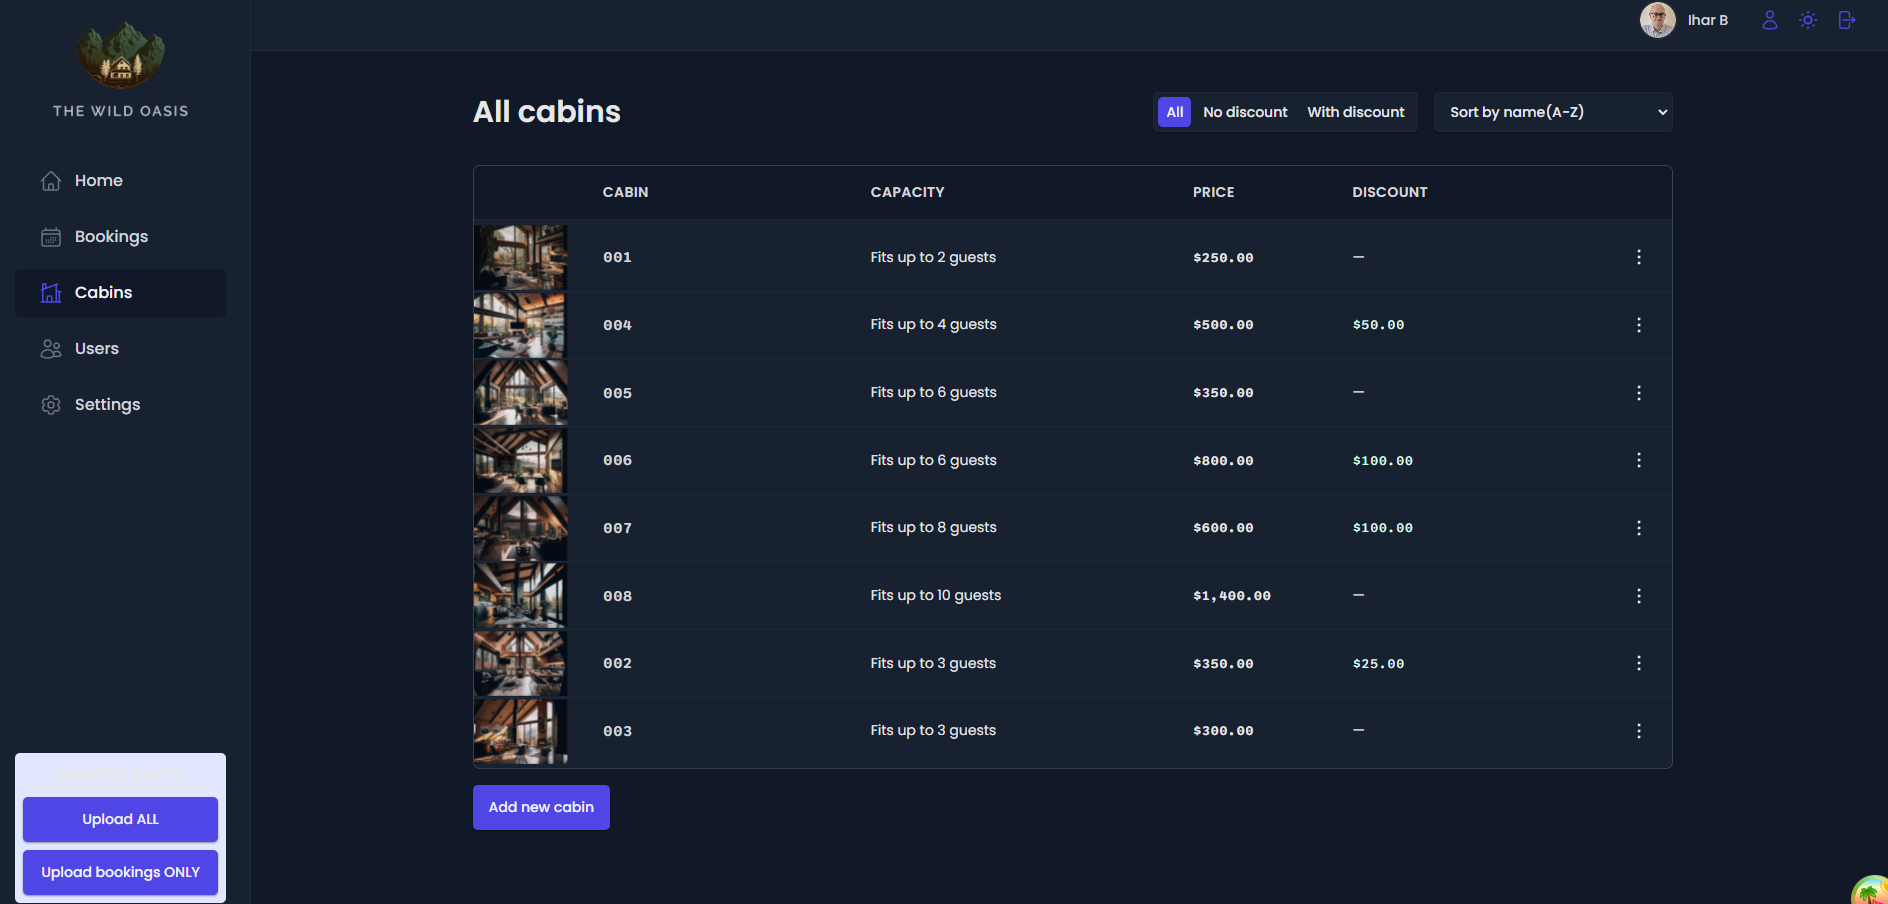 THE WILD OASIS
Home
Bookings
Cabins
Users
Settings
SAMPLE DATA
Upload ALL
Upload bookings ONLY
Ihar B
All cabins
All No discount With discount
Sort by name(A-Z)
CABIN CAPACITY PRICE DISCOUNT
001 Fits up to 2 guests $250.00 —
004 Fits up to 4 guests $500.00 $50.00
005 Fits up to 6 guests $350.00 —
006 Fits up to 6 guests $800.00 $100.00
007 Fits up to 8 guests $600.00 $100.00
008 Fits up to 10 guests $1,400.00 —
002 Fits up to 3 guests $350.00 $25.00
003 Fits up to 3 guests $300.00 —
Add new cabin